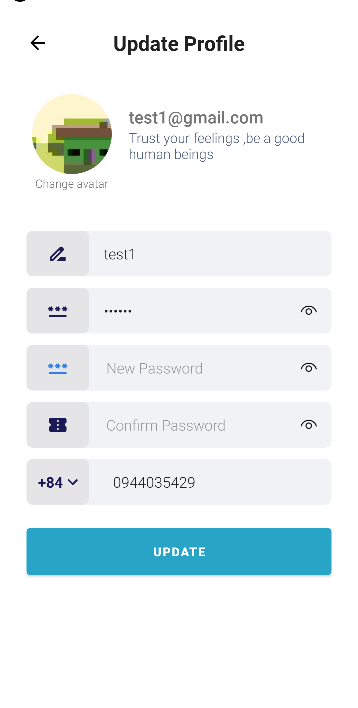 Update Profile
test1@gmail.com
Trust your feelings ,be a good
human beings
Change avatar
test1
••••••
New Password
Confirm Password
+84
0944035429
UPDATE